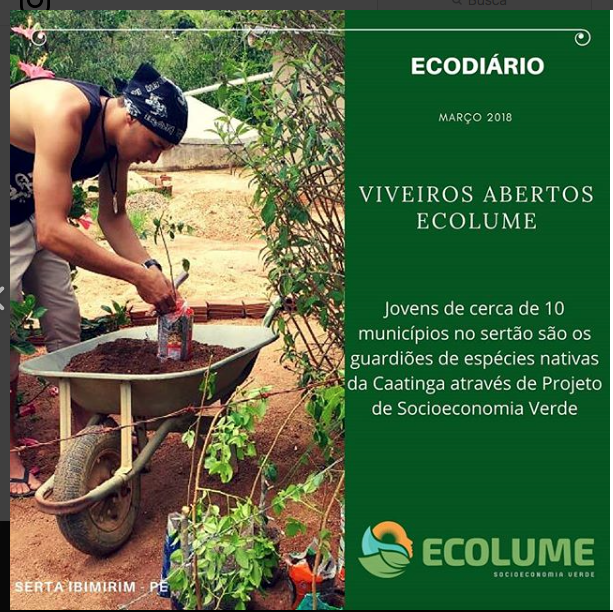 Busca
ECODIÁRIO
MARÇO 2018
VIVEIROS ABERTOS
ECOLUME
Jovens de cerca de 10
municípios no sertão são os
guardiões de espécies nativas
da Caatinga através de Projeto
de Socioeconomia Verde
ECOLUME
SOCIOECONOMIA VERDE
SERTA IBIMIRIM - PE